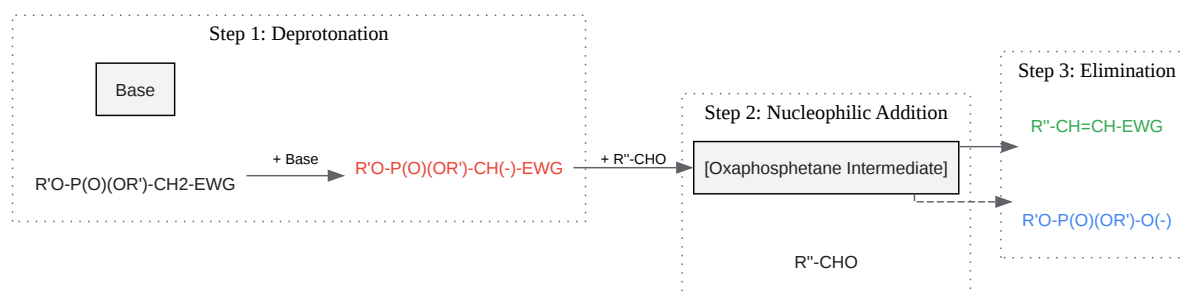 Step 1: Deprotonation
Base
R'O-P(O)(OR')-CH2-EWG
+ Base
R'O-P(O)(OR')-CH(-)-EWG
+ R"-CHO
Step 2: Nucleophilic Addition
[Oxaphosphetane Intermediate]
R"-CHO
Step 3: Elimination
R"-CH=CH-EWG
R'O-P(O)(OR')-O(-)